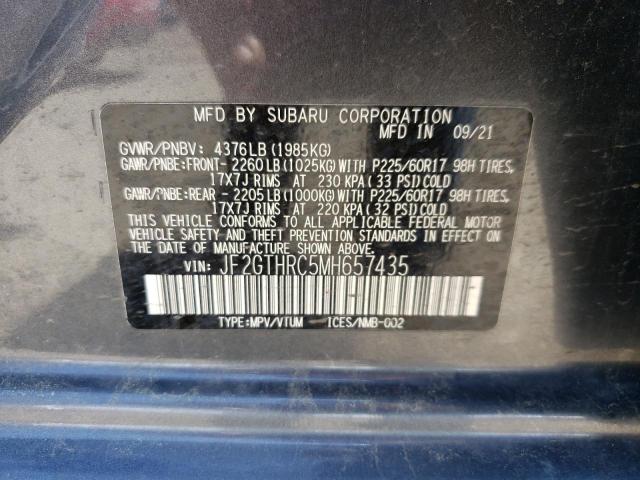 MFD BY SUBARU CORPORATION
MFD IN 09/21
GVWR/PNBV: 4376LB(1985KG)
GAWR/PNBE:FRONT- 2260LB(1025KG)WITH P225/60R17 98H TIRES,
17X7J RIMS AT 230 KPA(33 PSI)COLD
GAWR/PNBE:REAR - 2205LB(1000KG)WITH P225/60R17 98H TIRES,
17X7J RIMS AT 220 KPA(32 PSI)COLD
THIS VEHICLE CONFORMS TO ALL APPLICABLE FEDERAL MOTOR
VEHICLE SAFETY STANDARDS IN EFFECT ON THE DATE OF
MANUFACTURE SHOWN ABOVE.
VIN: JF2GTHRC5MH657435
TYPE:MPV/VTUM ICES/NMB-002